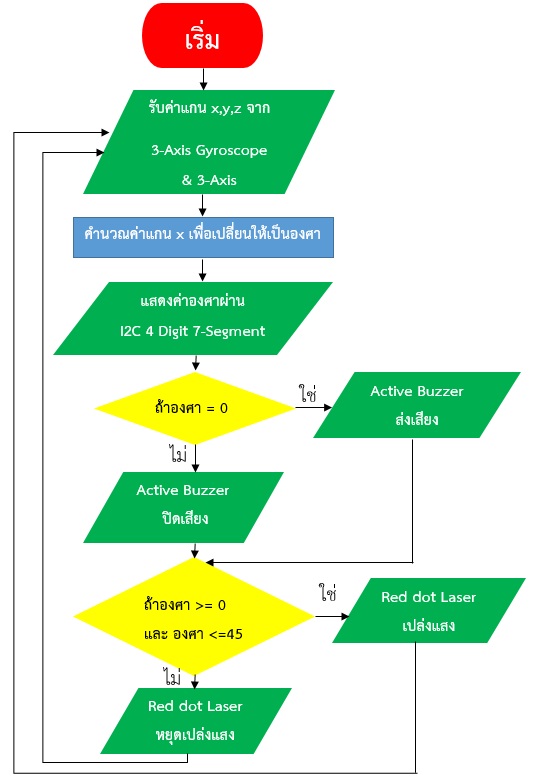 เริ่ม
รับค่าแกน x,y,z จาก
3-Axis Gyroscope
& 3-Axis
คำนวณค่าแกน x เพื่อเปลี่ยนให้เป็นองศา
แสดงค่าองศาผ่าน
I2C 4 Digit 7-Segment
ถ้าองศา = 0
ใช่
Active Buzzer
ส่งเสียง
ไม่
Active Buzzer
ปิดเสียง
ถ้าองศา >= 0
และ องศา <=45
ใช่
Red dot Laser
เปล่งแสง
ไม่
Red dot Laser
หยุดเปล่งแสง